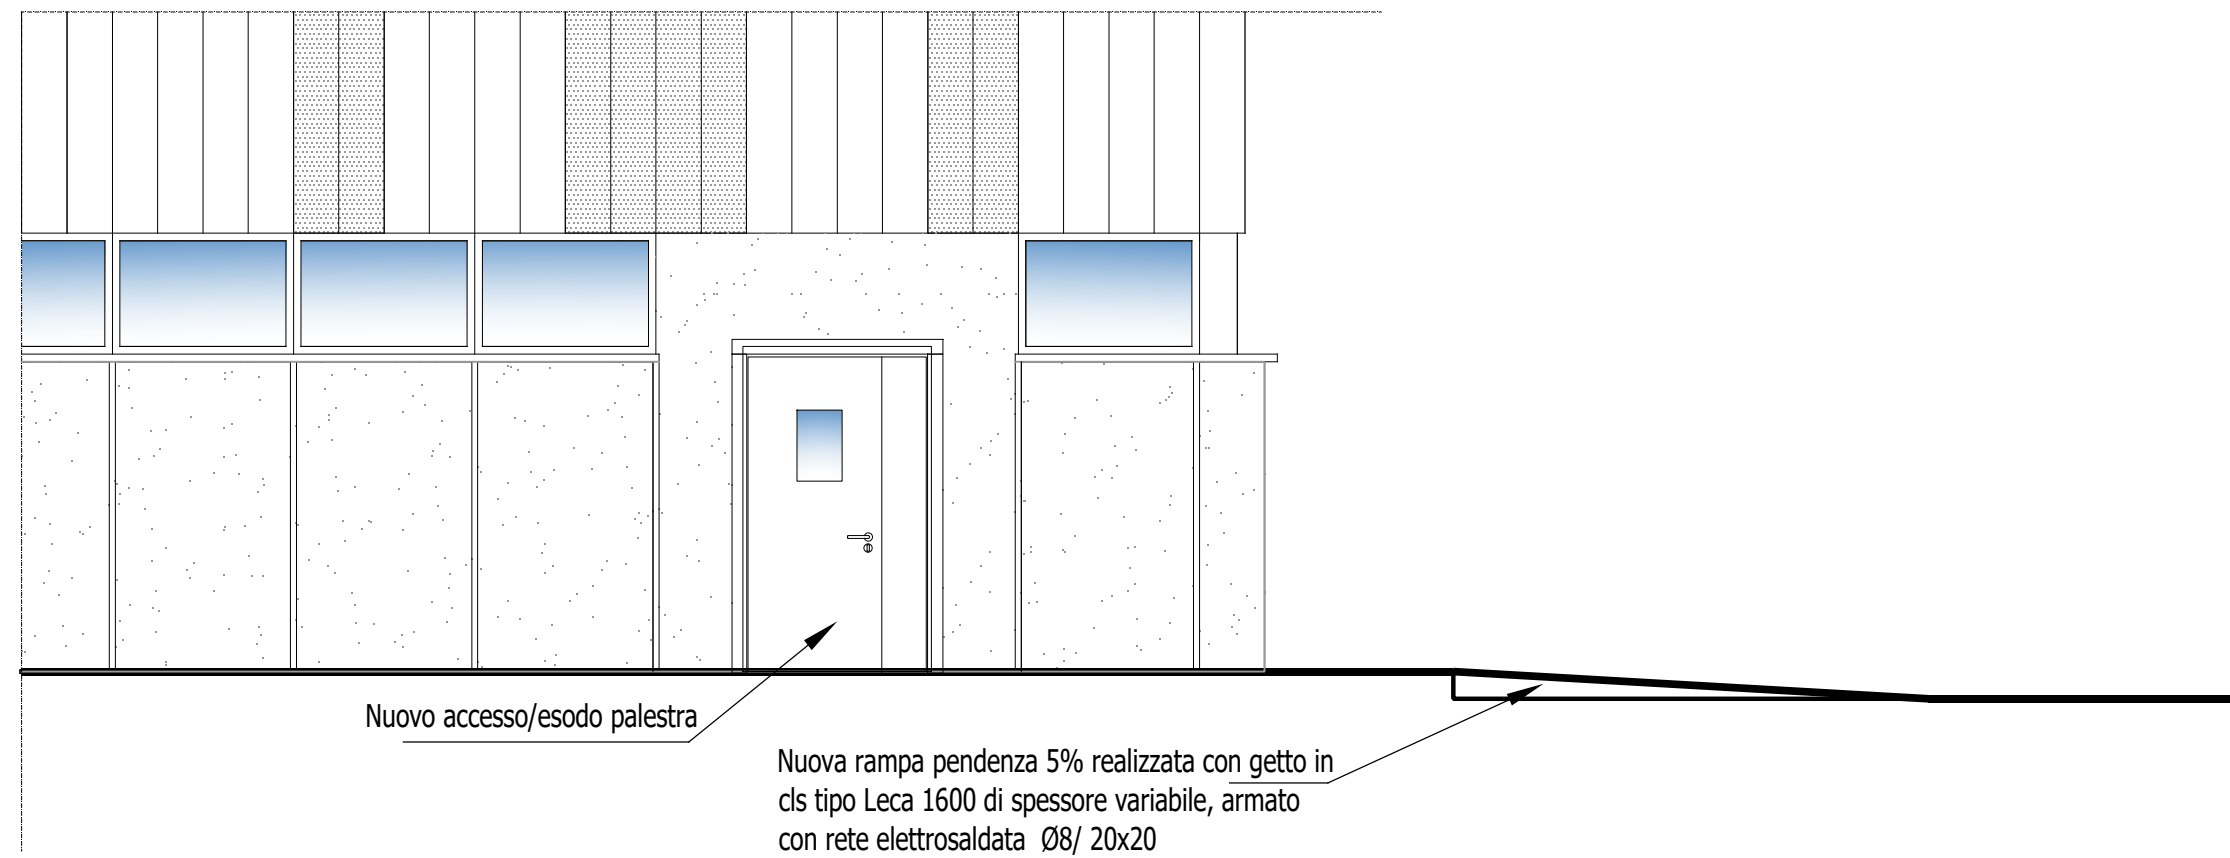 Nuovo accesso/esodo palestra
Nuova rampa pendenza 5% realizzata con getto in
cls tipo Leca 1600 di spessore variabile, armato
con rete elettrosaldata Ø8/ 20x20